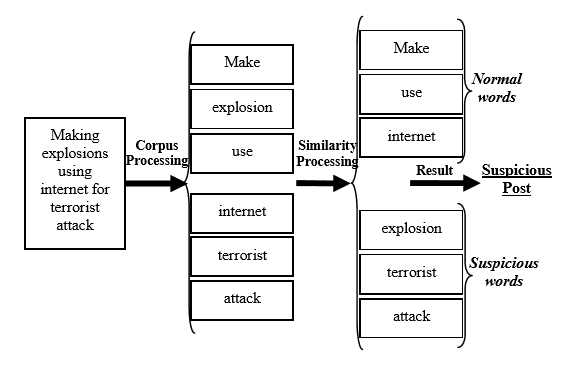 Making
explosions
using
internet for
terrorist
attack
Corpus
Processing
Make
explosion
use
internet
terrorist
attack
Similarity
Processing
Make
use
internet
Normal
words
explosion
terrorist
attack
Suspicious
words
Result
Suspicious
Post